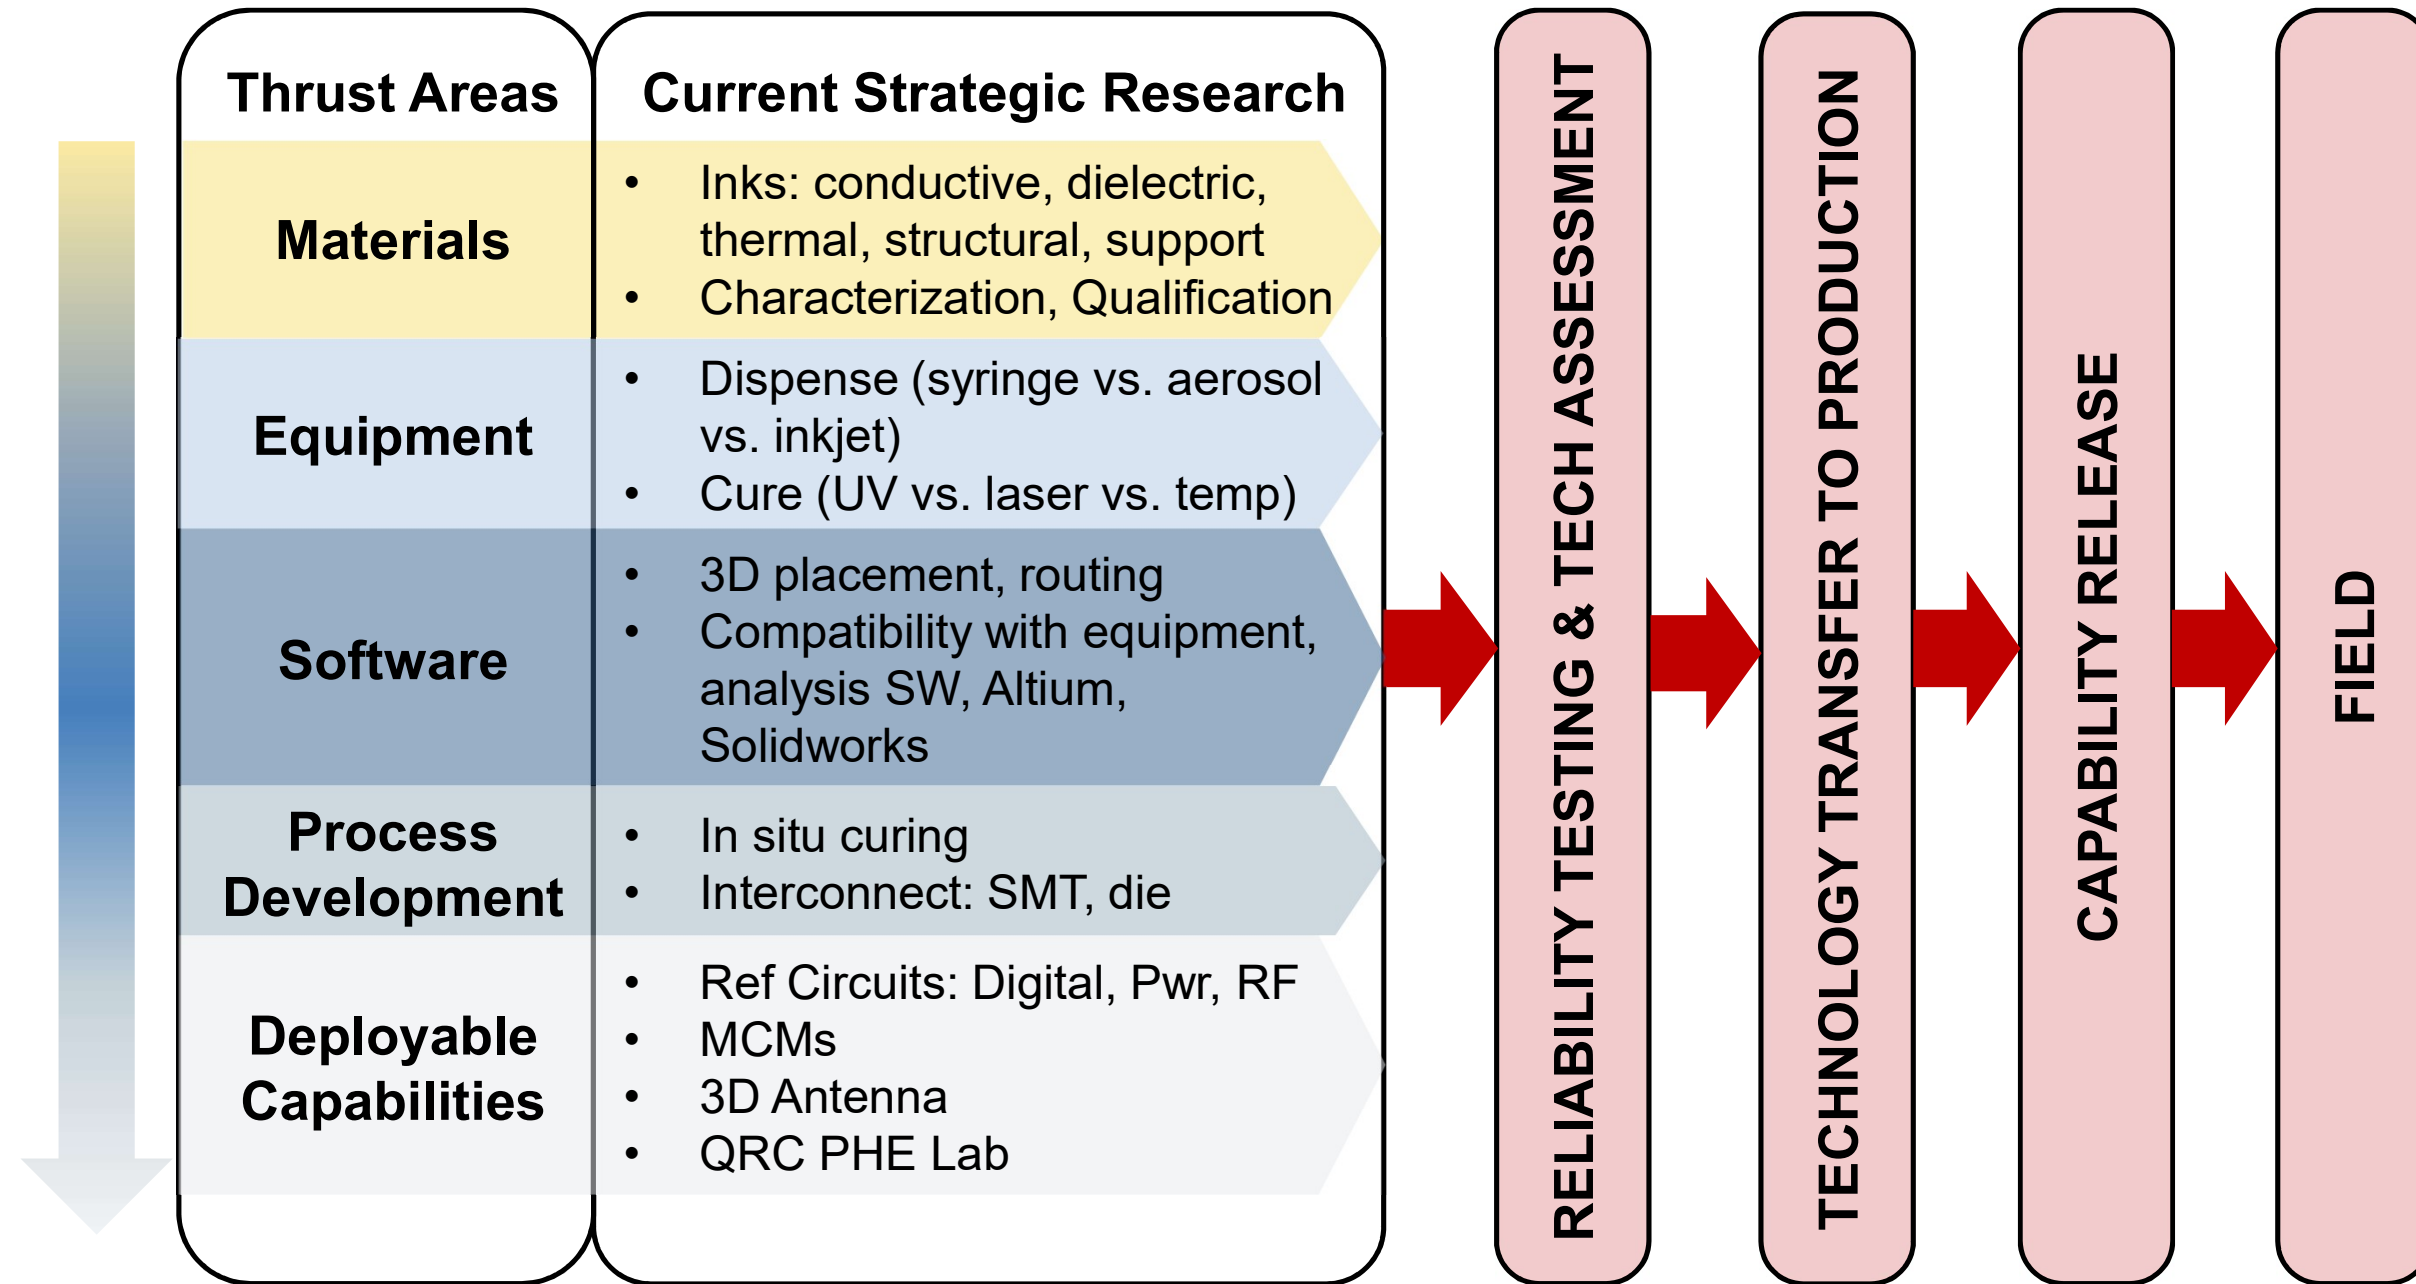 Thrust Areas
Current Strategic Research
Materials
• Inks: conductive, dielectric,
thermal, structural, support
• Characterization, Qualification
Equipment
• Dispense (syringe vs. aerosol
vs. inkjet)
• Cure (UV vs. laser vs. temp)
Software
• 3D placement, routing
• Compatibility with equipment,
analysis SW, Altium,
Solidworks
Process
Development
• In situ curing
• Interconnect: SMT, die
Deployable
Capabilities
• Ref Circuits: Digital, Pwr, RF
• MCMs
• 3D Antenna
• QRC PHE Lab
RELIABILITY TESTING & TECH ASSESSMENT
TECHNOLOGY TRANSFER TO PRODUCTION
CAPABILITY RELEASE
FIELD